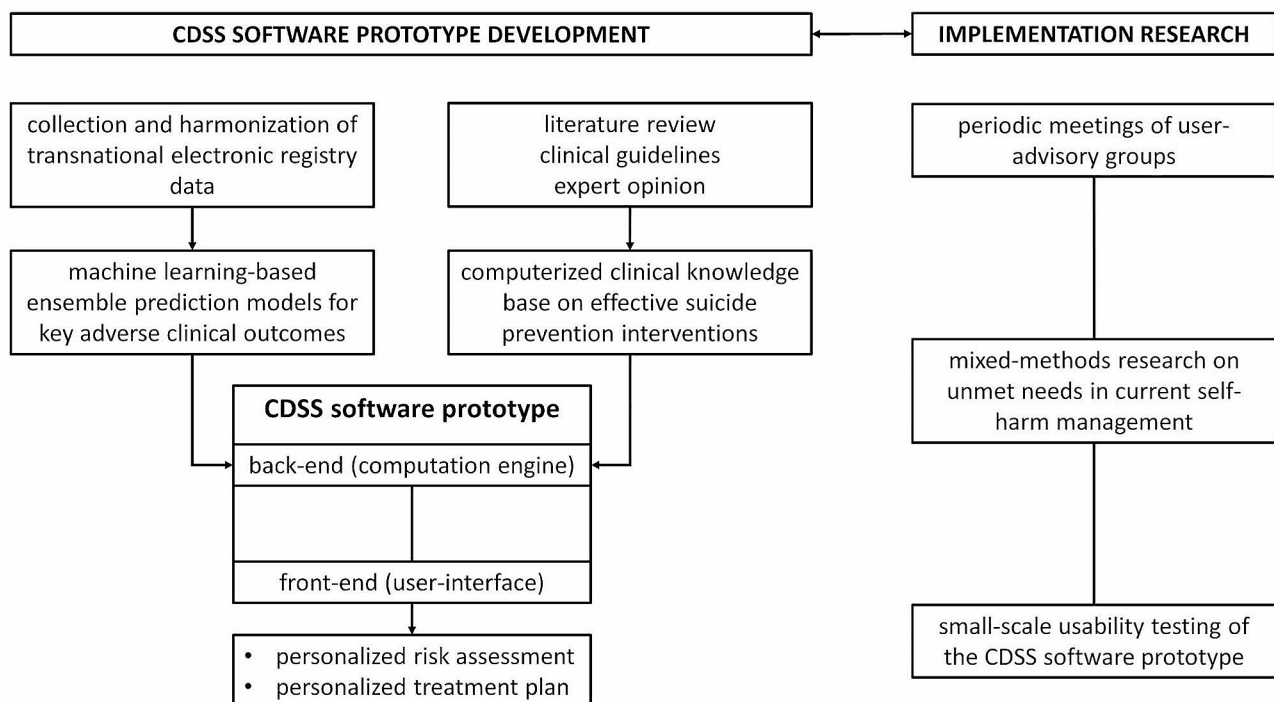 CDSS SOFTWARE PROTOTYPE DEVELOPMENT
IMPLEMENTATION RESEARCH
collection and harmonization of
transnational electronic registry
data
literature review
clinical guidelines
expert opinion
periodic meetings of user-
advisory groups
machine learning-based
ensemble prediction models for
key adverse clinical outcomes
computerized clinical knowledge
base on effective suicide
prevention interventions
mixed-methods research on
unmet needs in current self-
harm management
CDSS software prototype
back-end (computation engine)
front-end (user-interface)
• personalized risk assessment
• personalized treatment plan
small-scale usability testing of
the CDSS software prototype